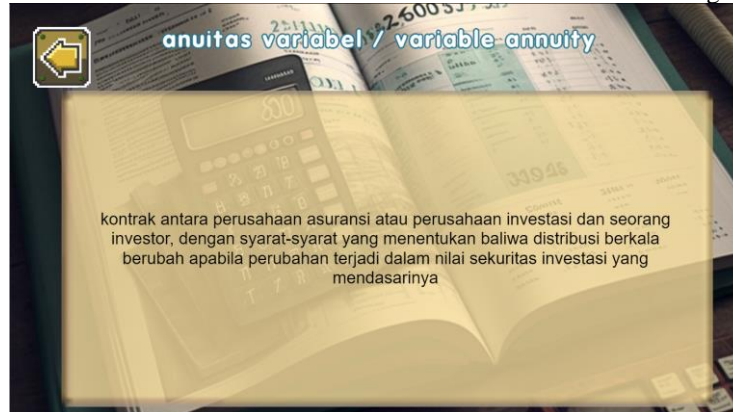 anuitas variabel / variable annuity
kontrak antara perusahaan asuransi atau perusahaan investasi dan seorang
investor, dengan syarat-syarat yang menentukan baliwa distribusi berkala
berubah apabila perubahan terjadi dalam nilai sekuritas investasi yang
mendasarinya